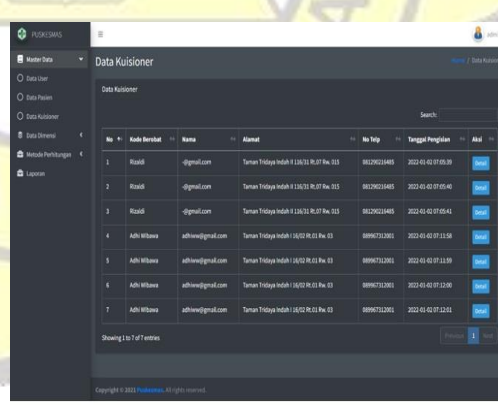 PUSKESMAS
Master Data
Data User
Data Pasien
Data Kuisioner
Data Dimensi
Metode Perhitungan
Laporan
Data Kuisioner
Home / Data Kuision
Data Kuisioner
Search:
No Kode Berobat Nama Alamat No Telp Tanggal Pengisian Aksi
1 Rizaldi -@gmail.com Taman Tridaya Indah II 116/31 Rt.07 Rw. 015 081290216485 2022-01-02 07:05:39 Detail
2 Rizaldi -@gmail.com Taman Tridaya Indah II 116/31 Rt.07 Rw. 015 081290216485 2022-01-02 07:05:40 Detail
3 Rizaldi -@gmail.com Taman Tridaya Indah II 116/31 Rt.07 Rw. 015 081290216485 2022-01-02 07:05:41 Detail
4 Adhi Wibawa adhiww@gmail.com Taman Tridaya Indah I 16/02 Rt.01 Rw. 03 089967312001 2022-01-02 07:11:58 Detail
5 Adhi Wibawa adhiww@gmail.com Taman Tridaya Indah I 16/02 Rt.01 Rw. 03 089967312001 2022-01-02 07:11:59 Detail
6 Adhi Wibawa adhiww@gmail.com Taman Tridaya Indah I 16/02 Rt.01 Rw. 03 089967312001 2022-01-02 07:12:00 Detail
7 Adhi Wibawa adhiww@gmail.com Taman Tridaya Indah I 16/02 Rt.01 Rw. 03 089967312001 2022-01-02 07:12:01 Detail
Showing 1 to 7 of 7 entries
Previous 1 Next
Copyright © 2021 Puskesmas. All rights reserved.